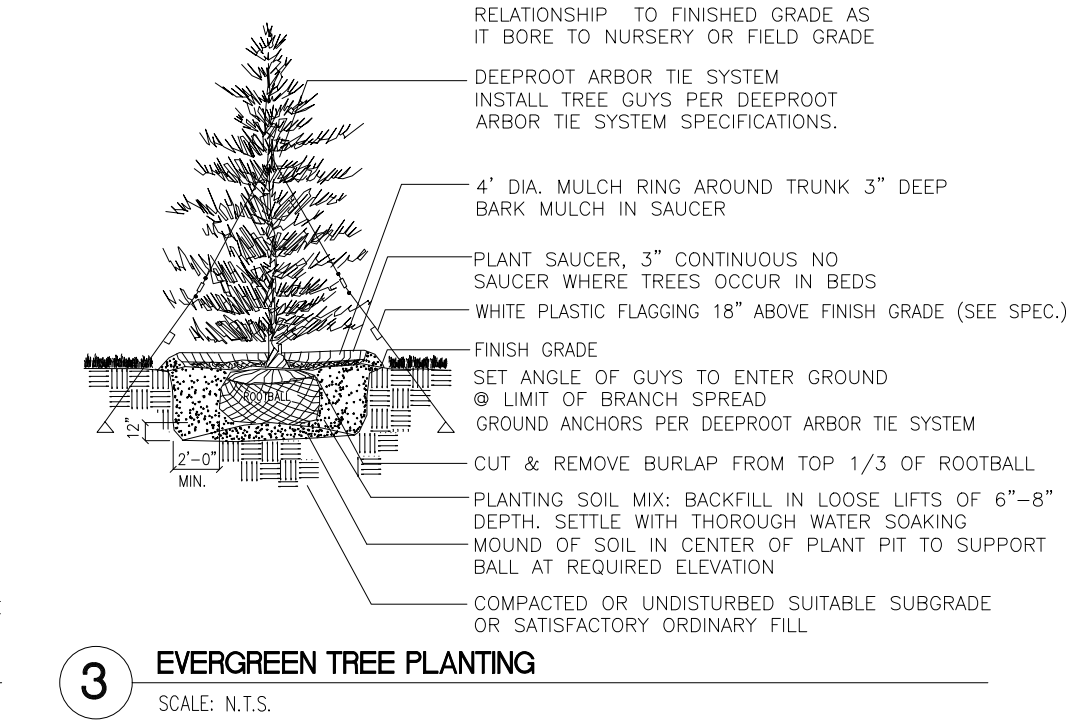 RELATIONSHIP TO FINISHED GRADE AS
IT BORE TO NURSERY OR FIELD GRADE
DEEPROOT ARBOR TIE SYSTEM
INSTALL TREE GUYS PER DEEPROOT
ARBOR TIE SYSTEM SPECIFICATIONS.
4' DIA. MULCH RING AROUND TRUNK 3" DEEP
BARK MULCH IN SAUCER
PLANT SAUCER, 3" CONTINUOUS NO
SAUCER WHERE TREES OCCUR IN BEDS
WHITE PLASTIC FLAGGING 18" ABOVE FINISH GRADE (SEE SPEC.)
FINISH GRADE
SET ANGLE OF GUYS TO ENTER GROUND
@ LIMIT OF BRANCH SPREAD
GROUND ANCHORS PER DEEPROOT ARBOR TIE SYSTEM
ROOTBALL
12"
2'-0"
MIN.
CUT & REMOVE BURLAP FROM TOP 1/3 OF ROOTBALL
PLANTING SOIL MIX: BACKFILL IN LOOSE LIFTS OF 6"-8"
DEPTH. SETTLE WITH THOROUGH WATER SOAKING
MOUND OF SOIL IN CENTER OF PLANT PIT TO SUPPORT
BALL AT REQUIRED ELEVATION
COMPACTED OR UNDISTURBED SUITABLE SUBGRADE
OR SATISFACTORY ORDINARY FILL
3
EVERGREEN TREE PLANTING
SCALE: N.T.S.